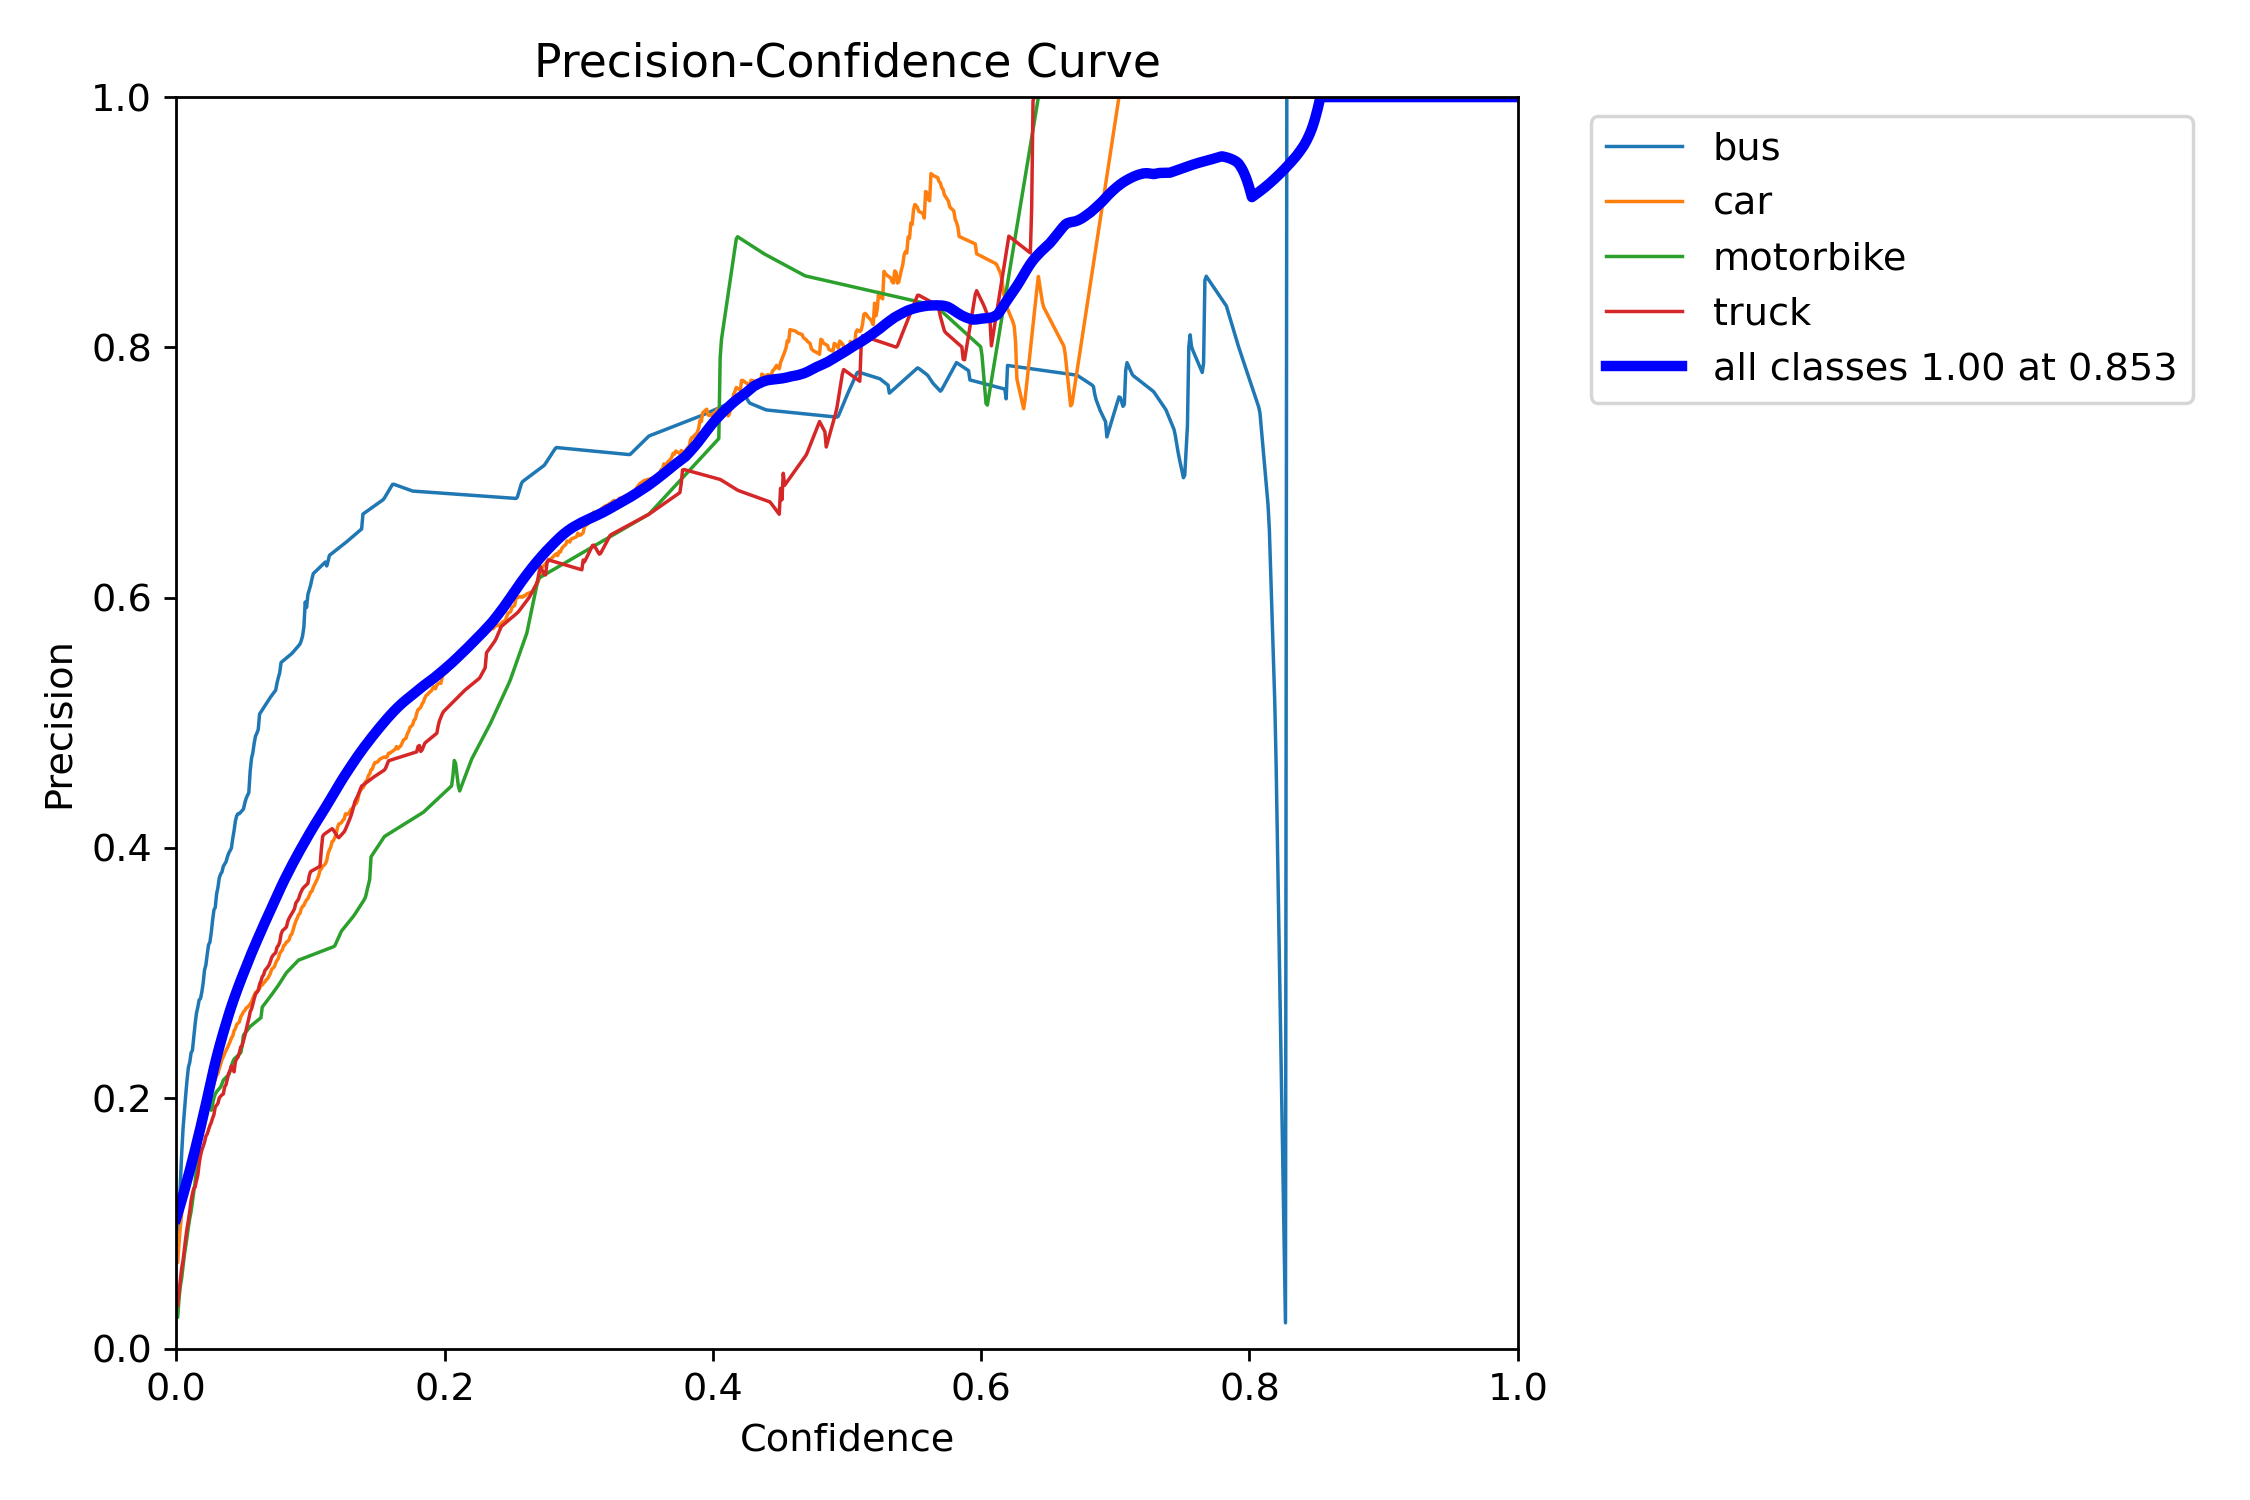 Precision-Confidence Curve
1.0
0.8
0.6
0.4
0.2
0.0
Precision
0.0 0.2 0.4 0.6 0.8 1.0
Confidence
bus
car
motorbike
truck
all classes 1.00 at 0.853